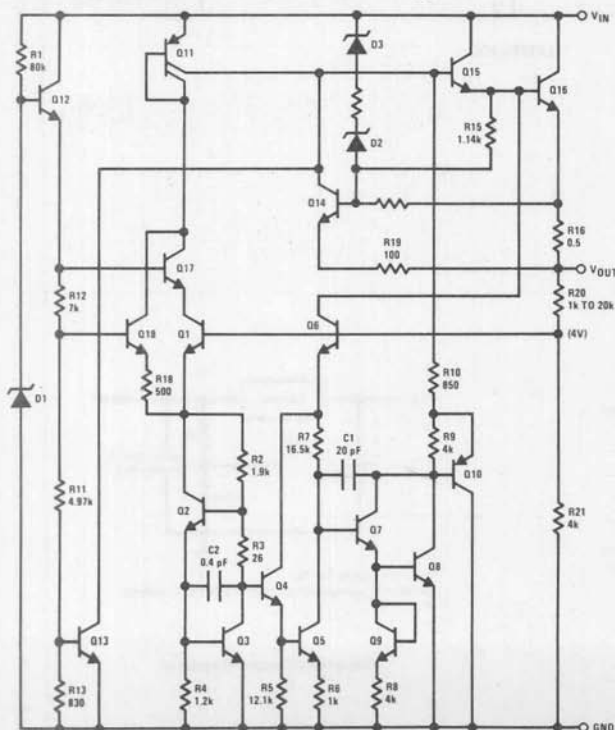 V_IN
R1
80k
Q12
Q11
D3
Q15
Q16
D2
R15
1.14k
Q14
R16
0.5
R19
100
V_OUT
Q17
R12
7k
R20
1k TO 20k
(4V)
Q18
Q1
Q6
R18
500
D1
R10
850
R2
1.9k
R7
16.5k
C1
20 pF
R9
4k
Q10
R11
4.97k
R21
4k
Q2
R3
26
Q7
C2
0.4 pF
Q4
Q8
Q13
Q3
Q5
Q9
R13
830
R4
1.2k
R5
12.1k
R6
1k
R8
4k
GND